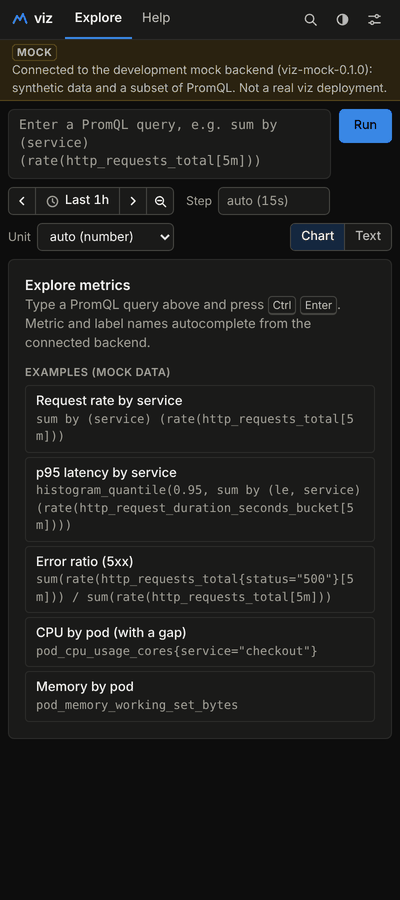 viz Explore Help
MOCK
Connected to the development mock backend (viz-mock-0.1.0):
synthetic data and a subset of PromQL. Not a real viz deployment.
Enter a PromQL query, e.g. sum by
(service)
(rate(http_requests_total[5m]))
Run
Last 1h
Step auto (15s)
Unit auto (number)
Chart Text
Explore metrics
Type a PromQL query above and press Ctrl Enter.
Metric and label names autocomplete from the
connected backend.
EXAMPLES (MOCK DATA)
Request rate by service
sum by (service) (rate(http_requests_total[5
m]))
p95 latency by service
histogram_quantile(0.95, sum by (le, service)
(rate(http_request_duration_seconds_bucket[5
m])))
Error ratio (5xx)
sum(rate(http_requests_total{status="500"}[5
m])) / sum(rate(http_requests_total[5m]))
CPU by pod (with a gap)
pod_cpu_usage_cores{service="checkout"}
Memory by pod
pod_memory_working_set_bytes